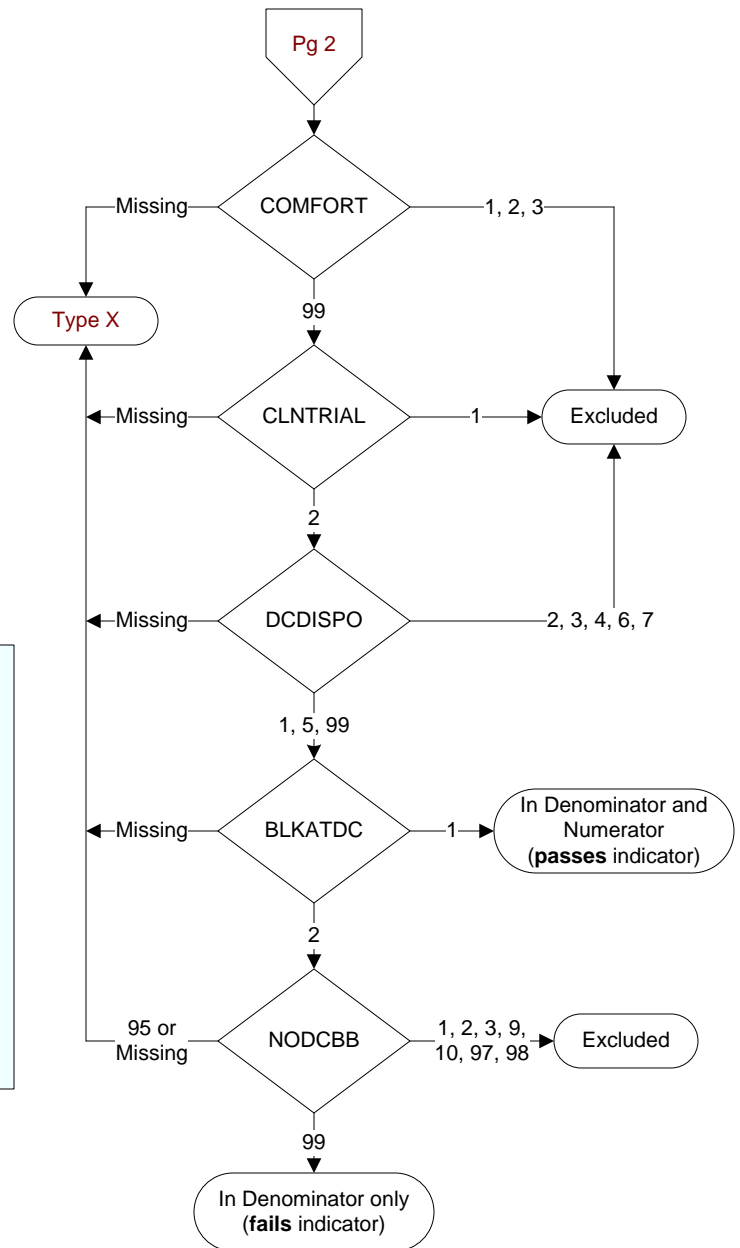 Pg 2
Missing
COMFORT
1, 2, 3
99
Type X
Missing
CLNTRIAL
1
Excluded
2
Missing
DCDISPO
2, 3, 4, 6, 7
1, 5, 99
Missing
BLKATDC
1
In Denominator and
Numerator
(passes indicator)
2
95 or
Missing
NODCBB
1, 2, 3, 9,
10, 97, 98
Excluded
99
In Denominator only
(fails indicator)